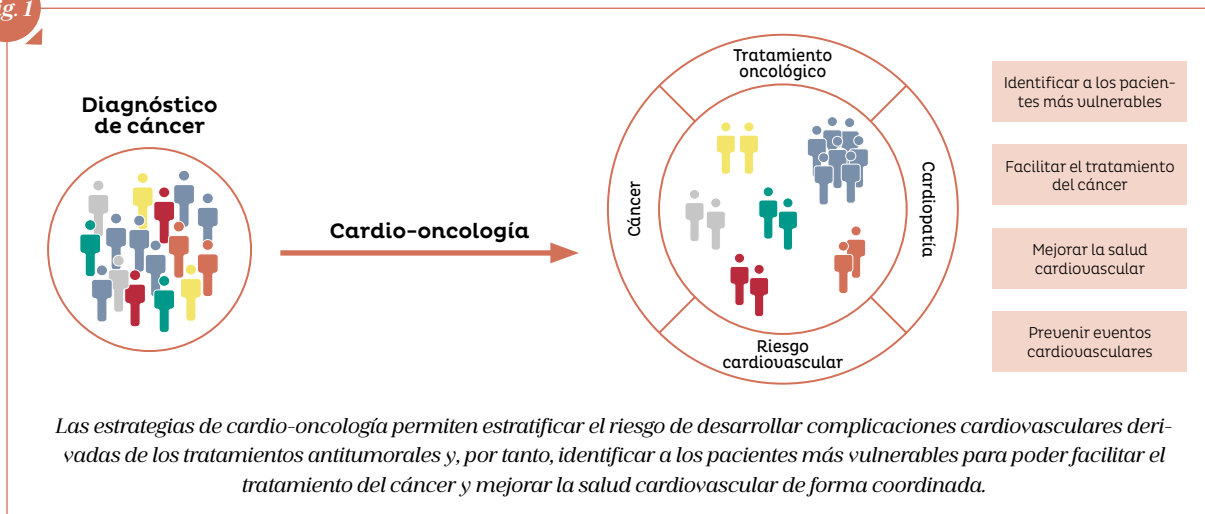 ig. 1
Diagnóstico
de cáncer
Cardio-oncología
Tratamiento
oncológico
Cáncer
Cardiopatía
Riesgo
cardiovascular
Identificar a los pacien-
tes más vulnerables
Facilitar el tratamiento
del cáncer
Mejorar la salud
cardiovascular
Prevenir eventos
cardiovasculares
Las estrategias de cardio-oncología permiten estratificar el riesgo de desarrollar complicaciones cardiovasculares deri-
vadas de los tratamientos antitumorales y, por tanto, identificar a los pacientes más vulnerables para poder facilitar el
tratamiento del cáncer y mejorar la salud cardiovascular de forma coordinada.